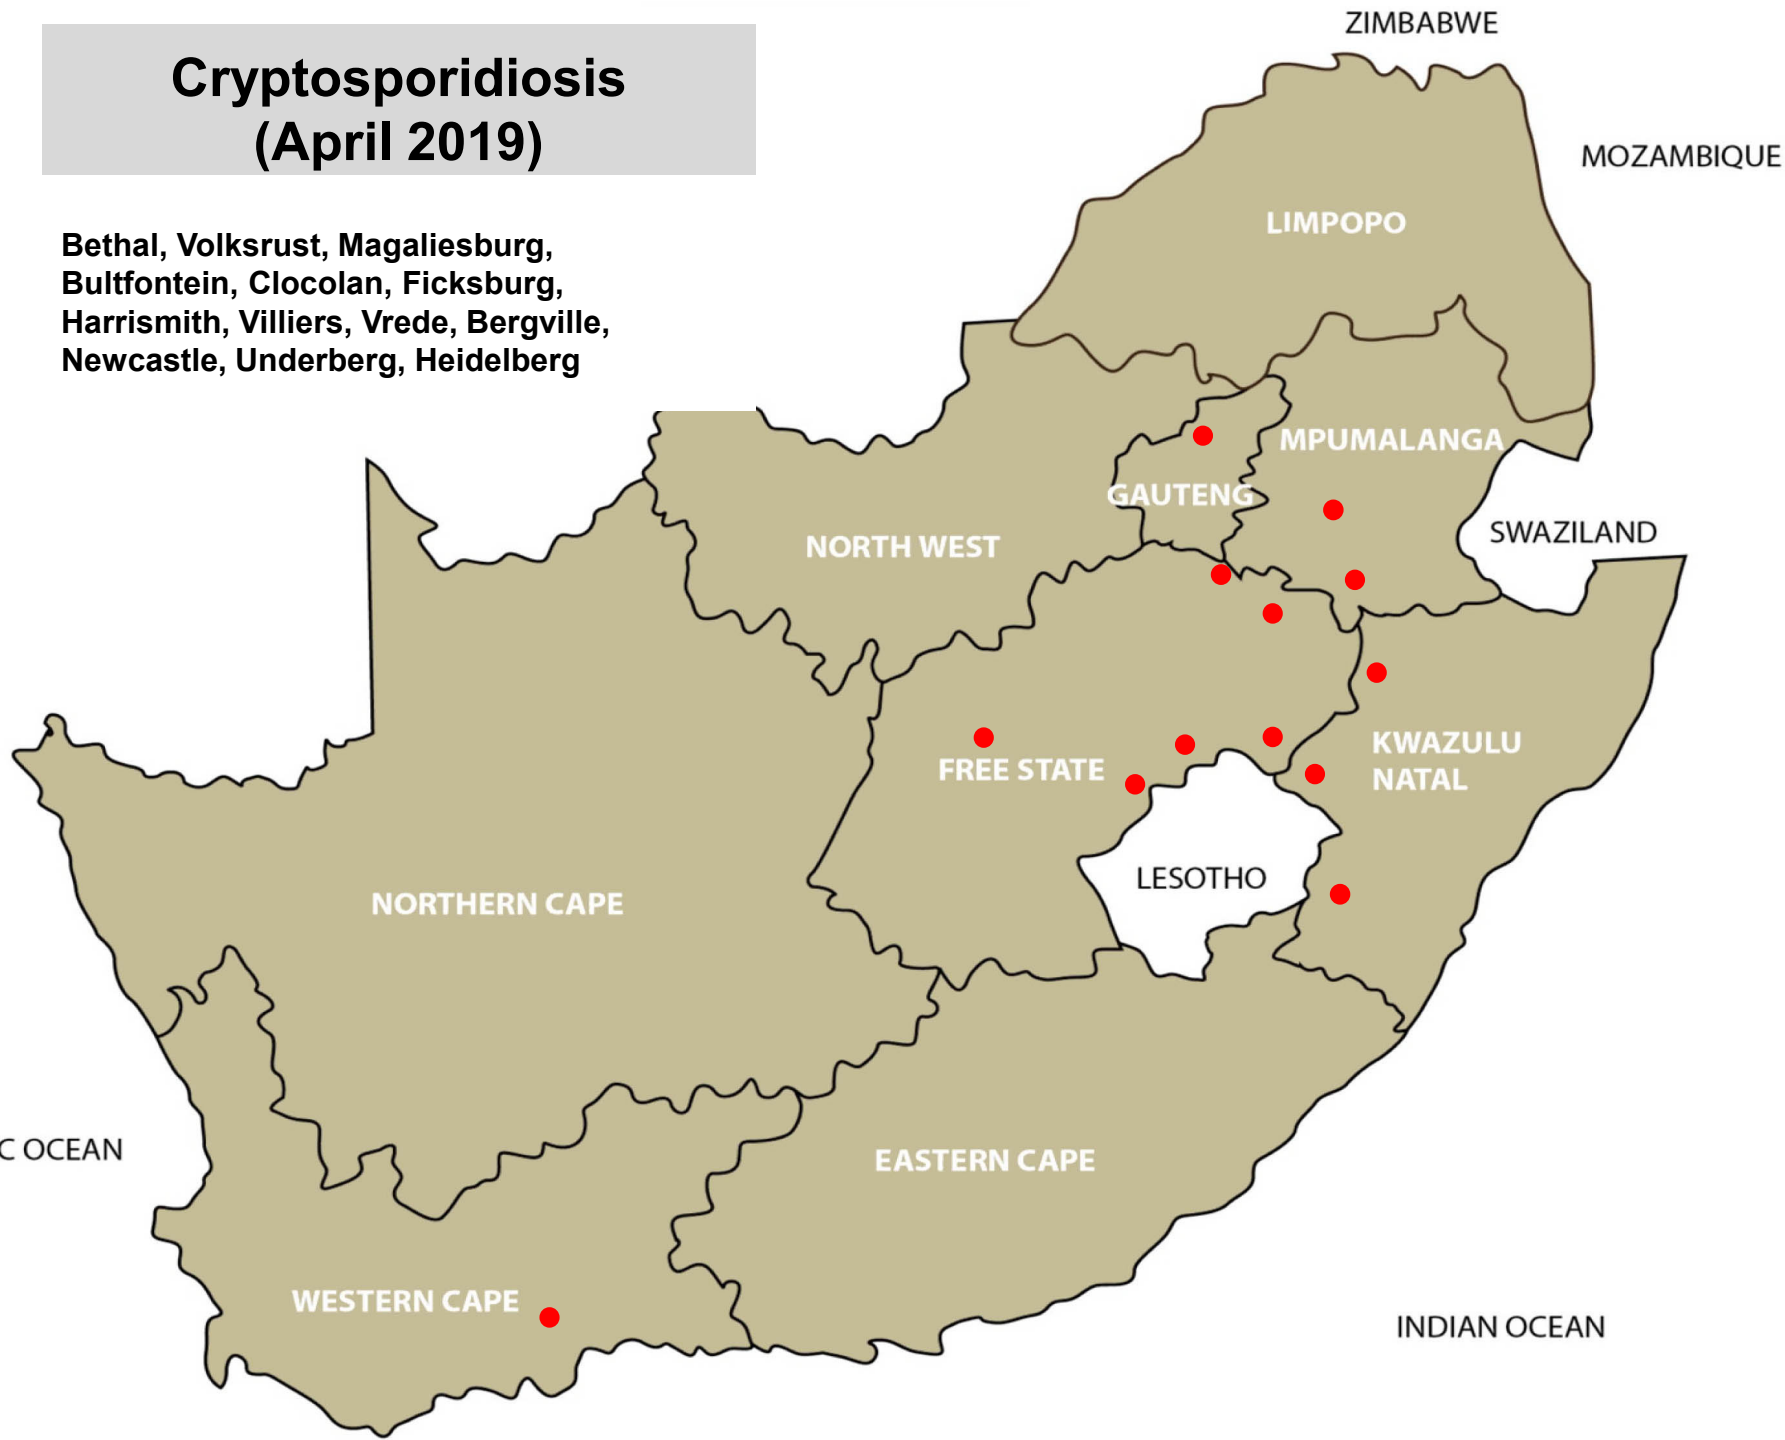 Cryptosporidiosis
(April 2019)
Bethal, Volksrust, Magaliesburg,
Bultfontein, Clocolan, Ficksburg,
Harrismith, Villiers, Vrede, Bergville,
Newcastle, Underberg, Heidelberg
ZIMBABWE
MOZAMBIQUE
LIMPOPO
MPUMALANGA
GAUTENG
SWAZILAND
NORTH WEST
KWAZULU
NATAL
FREE STATE
LESOTHO
NORTHERN CAPE
C OCEAN
EASTERN CAPE
WESTERN CAPE
INDIAN OCEAN